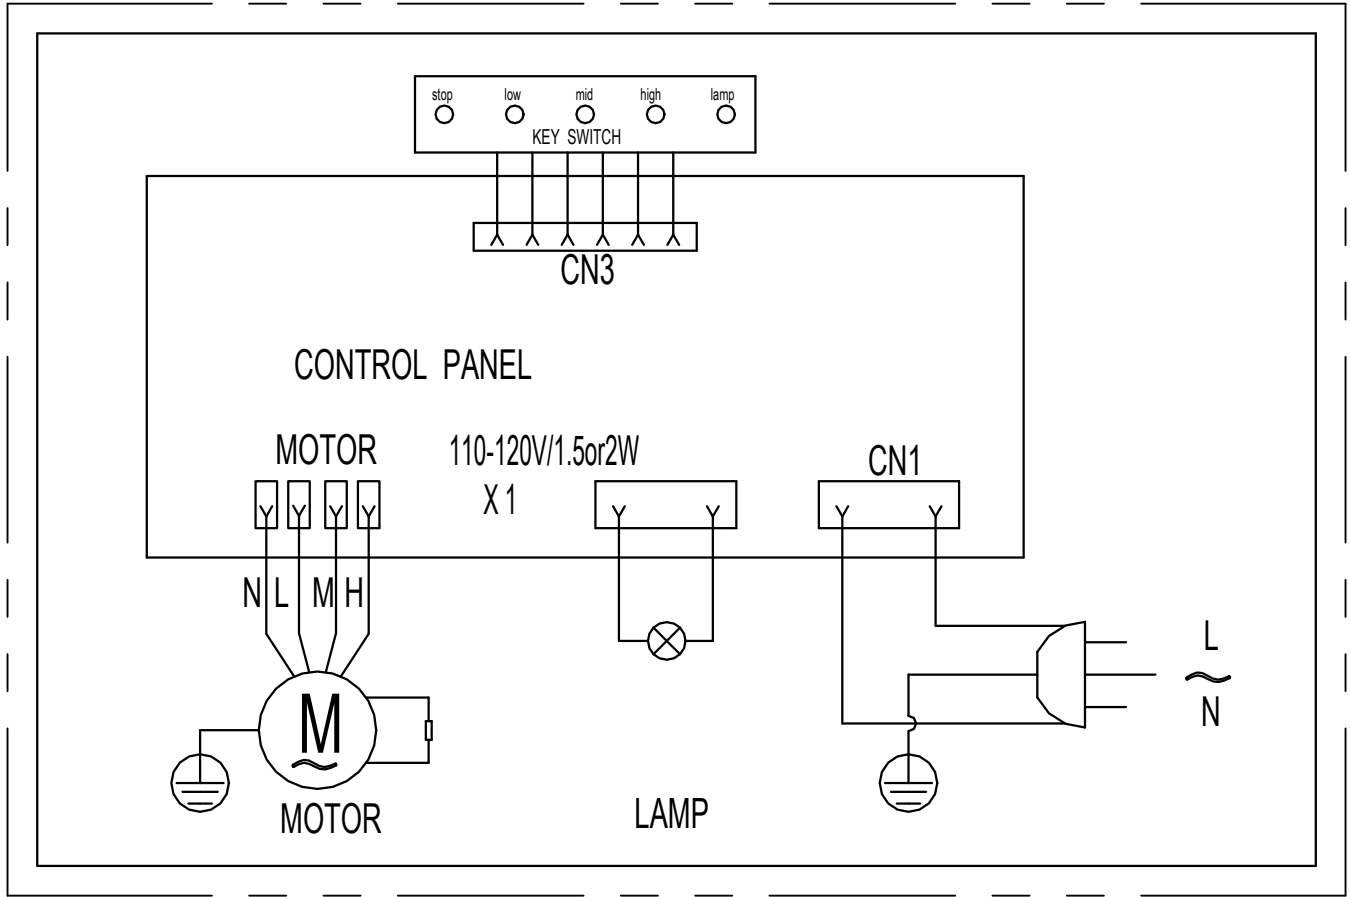 stop low mid high lamp
KEY SWITCH
CN3
CONTROL PANEL
MOTOR
110-120V/1.5or2W
X 1
CN1
N L M H
L
N
M
MOTOR
LAMP